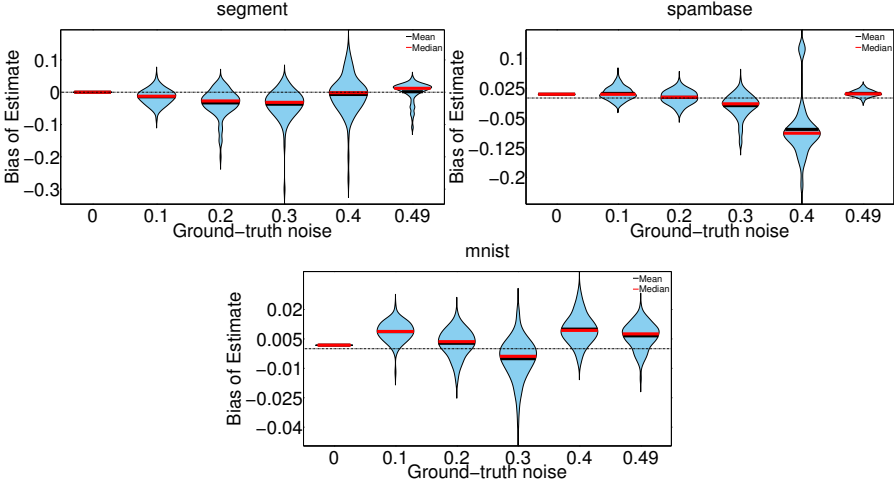 segment
Mean
Median
Bias of Estimate
0.1
0
−0.1
−0.2
−0.3
0 0.1 0.2 0.3 0.4 0.49
Ground−truth noise
spambase
Mean
Median
Bias of Estimate
0.1
0.025
−0.05
−0.125
−0.2
0 0.1 0.2 0.3 0.4 0.49
Ground−truth noise
mnist
Mean
Median
Bias of Estimate
0.02
0.005
−0.01
−0.025
−0.04
0 0.1 0.2 0.3 0.4 0.49
Ground−truth noise